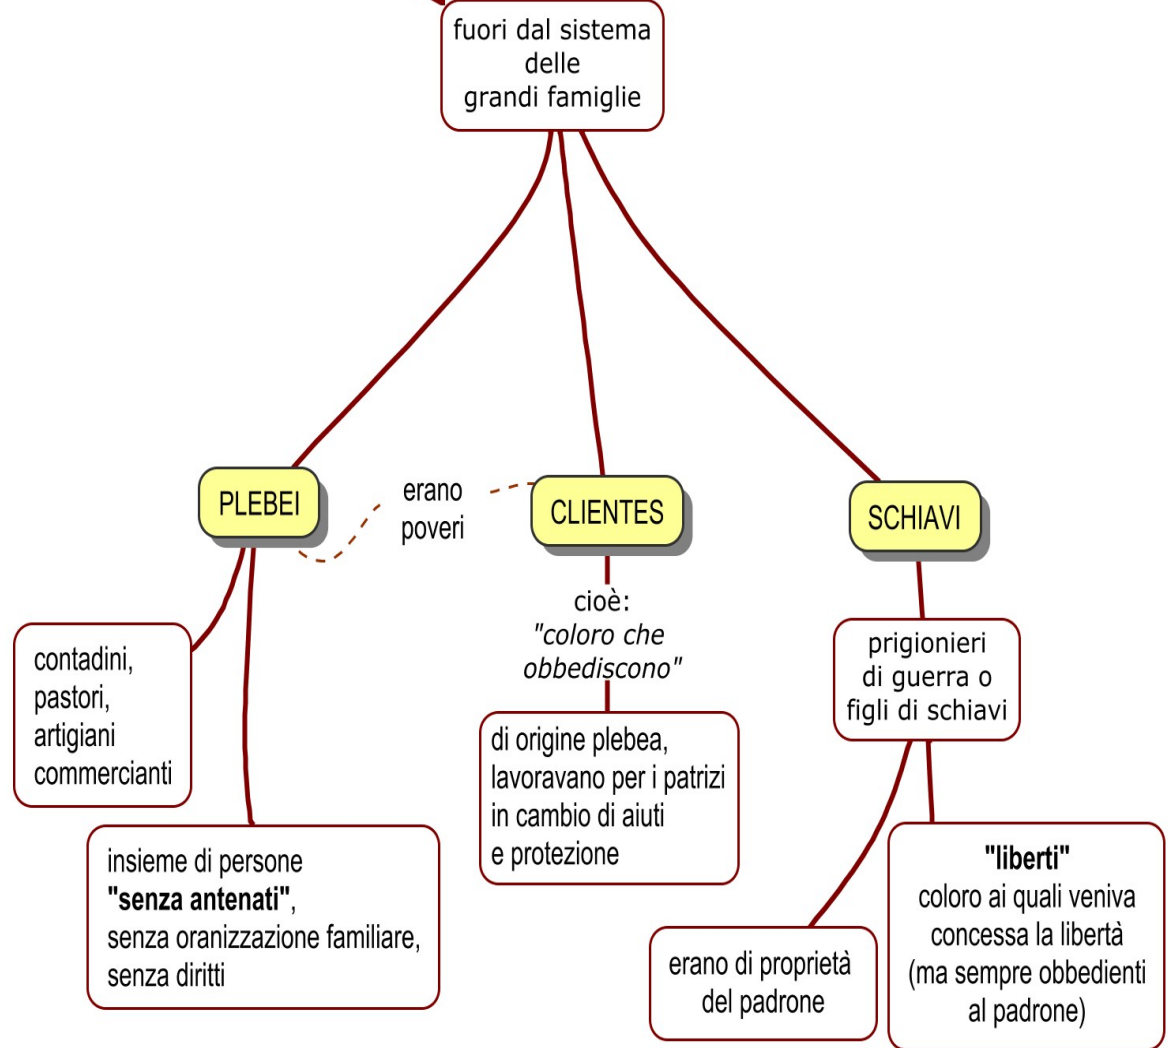 fuori dal sistema
delle
grandi famiglie
PLEBEI
erano
poveri
CLIENTES
SCHIAVI
contadini,
pastori,
artigiani
commercianti
insieme di persone
"senza antenati",
senza oranizzazione familiare,
senza diritti
cioè:
"coloro che
obbediscono"
di origine plebea,
lavoravano per i patrizi
in cambio di aiuti
e protezione
prigionieri
di guerra o
figli di schiavi
erano di proprietà
del padrone
"liberti"
coloro ai quali veniva
concessa la libertà
(ma sempre obbedienti
al padrone)